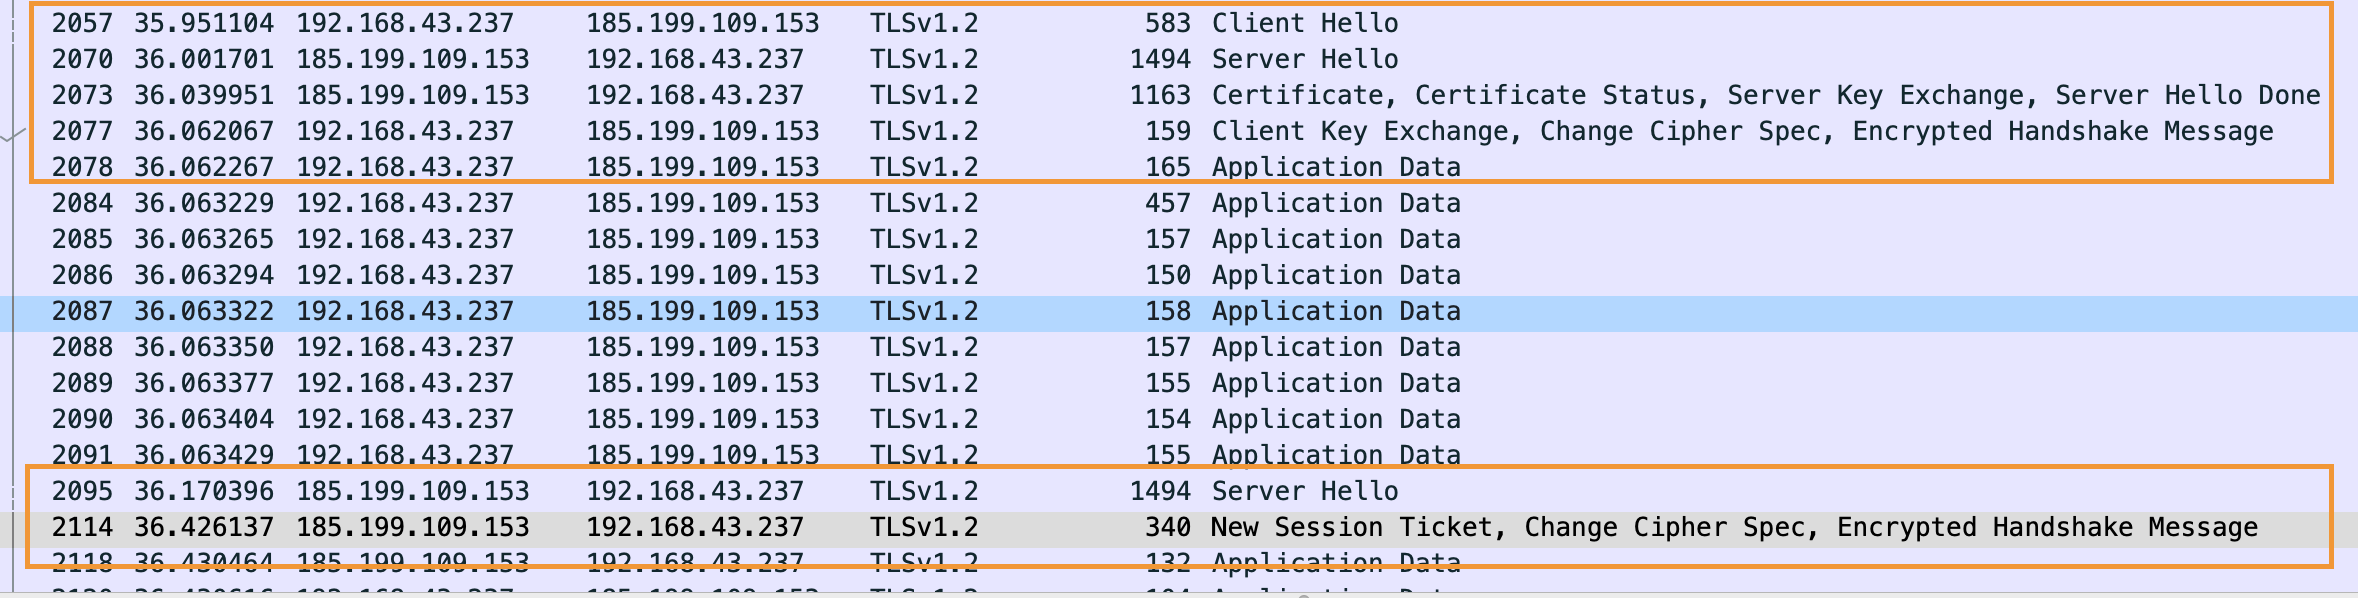 2057 35.951104 192.168.43.237 185.199.109.153 TLSv1.2 583 Client Hello
2070 36.001701 185.199.109.153 192.168.43.237 TLSv1.2 1494 Server Hello
2073 36.039951 185.199.109.153 192.168.43.237 TLSv1.2 1163 Certificate, Certificate Status, Server Key Exchange, Server Hello Done
2077 36.062067 192.168.43.237 185.199.109.153 TLSv1.2 159 Client Key Exchange, Change Cipher Spec, Encrypted Handshake Message
2078 36.062267 192.168.43.237 185.199.109.153 TLSv1.2 165 Application Data
2084 36.063229 192.168.43.237 185.199.109.153 TLSv1.2 457 Application Data
2085 36.063265 192.168.43.237 185.199.109.153 TLSv1.2 157 Application Data
2086 36.063294 192.168.43.237 185.199.109.153 TLSv1.2 150 Application Data
2087 36.063322 192.168.43.237 185.199.109.153 TLSv1.2 158 Application Data
2088 36.063350 192.168.43.237 185.199.109.153 TLSv1.2 157 Application Data
2089 36.063377 192.168.43.237 185.199.109.153 TLSv1.2 155 Application Data
2090 36.063404 192.168.43.237 185.199.109.153 TLSv1.2 154 Application Data
2091 36.063429 192.168.43.237 185.199.109.153 TLSv1.2 155 Application Data
2095 36.170396 185.199.109.153 192.168.43.237 TLSv1.2 1494 Server Hello
2114 36.426137 185.199.109.153 192.168.43.237 TLSv1.2 340 New Session Ticket, Change Cipher Spec, Encrypted Handshake Message
2118 36.430464 185.199.109.153 192.168.43.237 TLSv1.2 132 Application Data